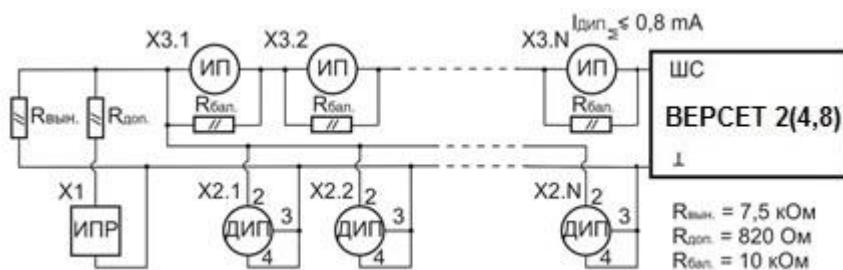 X3.1
X3.2
X3.N
IДИП Σ ≤ 0,8 mA
ИП
ИП
ИП
ШС
Rвын.
Rдоп.
Rбал.
Rбал.
Rбал.
ВЕРСЕТ 2(4,8)
⊥
X1
X2.1
2
X2.2
2
X2.N
2
ИПР
ДИП
3
ДИП
3
ДИП
3
4
4
4
Rвын. = 7,5 кОм
Rдоп. = 820 Ом
Rбал. = 10 кОм